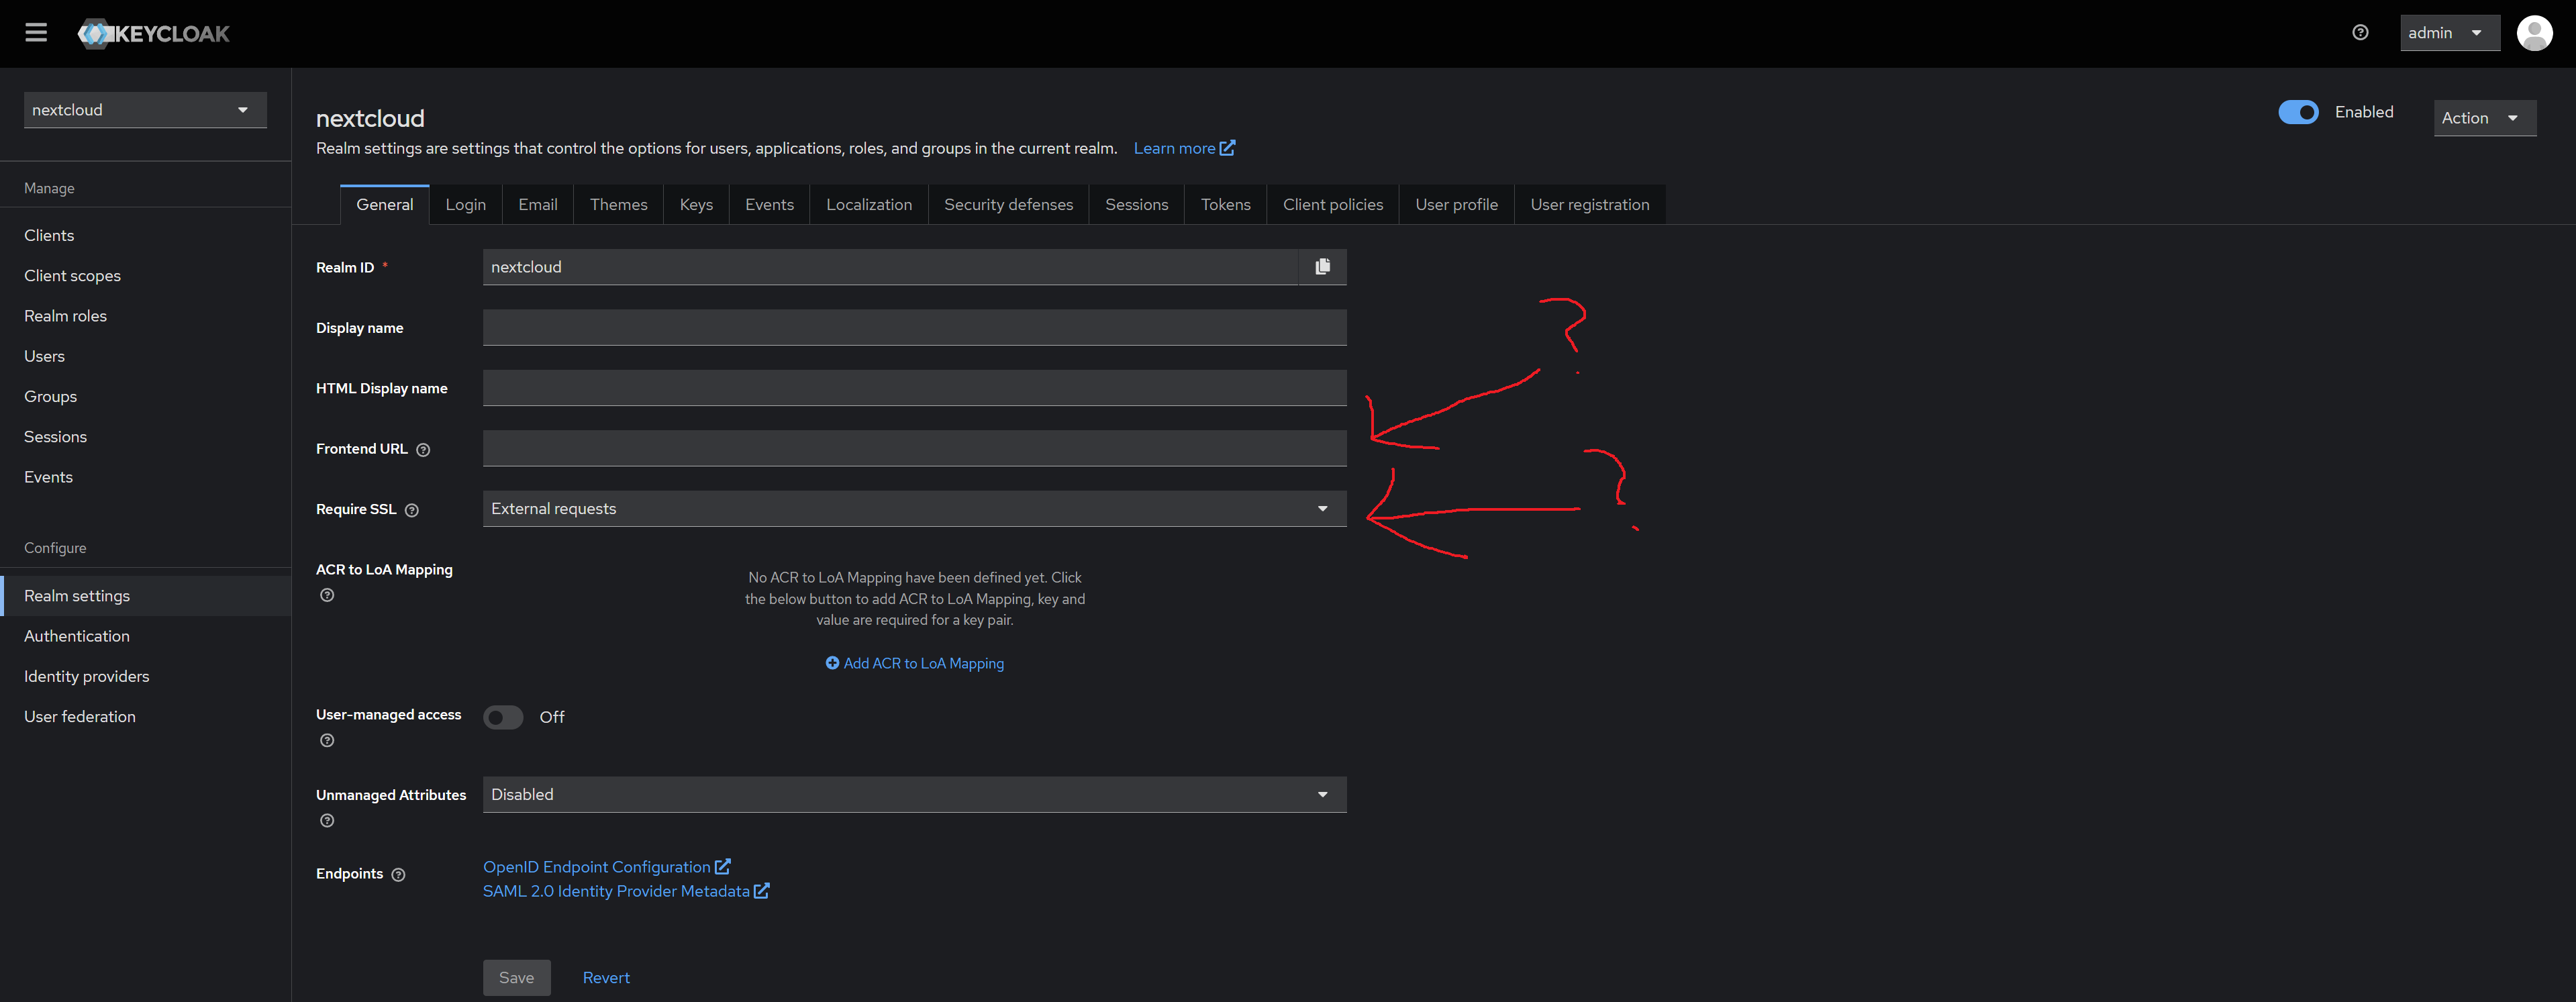 KEYCLOAK
admin
nextcloud
Manage
Clients
Client scopes
Realm roles
Users
Groups
Sessions
Events
Configure
Realm settings
Authentication
Identity providers
User federation
nextcloud
Enabled
Action
Realm settings are settings that control the options for users, applications, roles, and groups in the current realm. Learn more
General Login Email Themes Keys Events Localization Security defenses Sessions Tokens Client policies User profile User registration
Realm ID * nextcloud
Display name
HTML Display name
Frontend URL
?
Require SSL External requests
?
ACR to LoA Mapping
No ACR to LoA Mapping have been defined yet. Click
the below button to add ACR to LoA Mapping, key and
value are required for a key pair.
Add ACR to LoA Mapping
User-managed access Off
Unmanaged Attributes Disabled
Endpoints OpenID Endpoint Configuration
SAML 2.0 Identity Provider Metadata
Save Revert